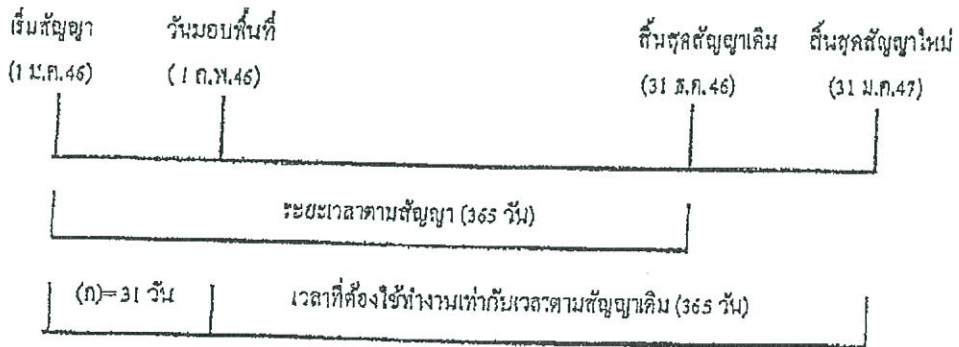 เริ่มสัญญา วันมอบพื้นที่ สิ้นสุดสัญญาเดิม สิ้นสุดสัญญาใหม่
(1 ม.ค.46) (1 ก.พ.46) (31 ธ.ค.46) (31 ม.ค.47)
ระยะเวลาตามสัญญา (365 วัน)
(ก)=31 วัน เวลาที่ต้องใช้ทำงานเท่ากับเวลาตามสัญญาเดิม (365 วัน)